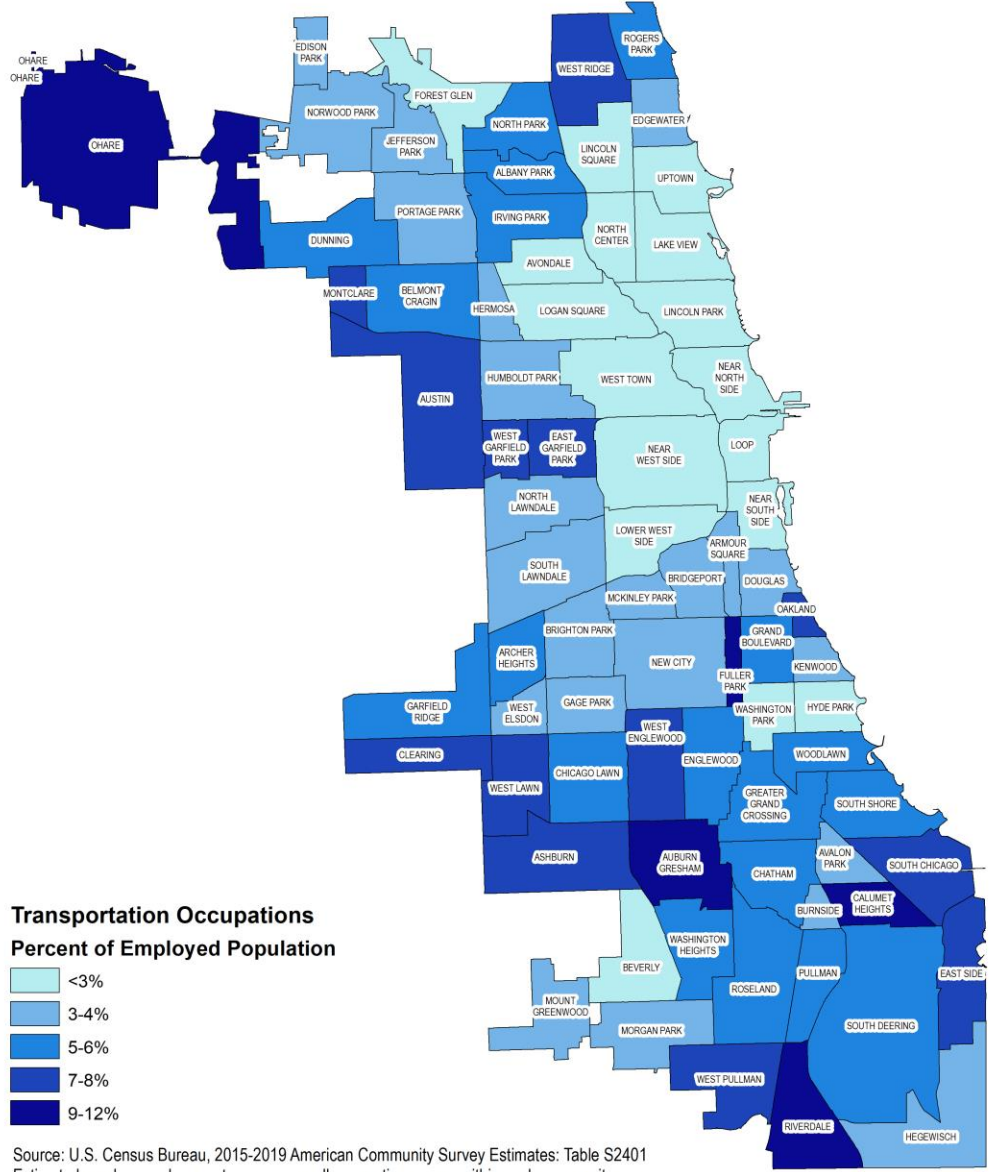 OHARE
OHARE
OHARE
EDISON
PARK
NORWOOD PARK
JEFFERSON
PARK
FOREST GLEN
NORTH PARK
ALBANY PARK
WEST RIDGE
ROGERS
PARK
EDGEWATER
LINCOLN
SQUARE
UPTOWN
PORTAGE PARK
IRVING PARK
DUNNING
NORTH
CENTER
LAKE VIEW
AVONDALE
MONTCLARE
BELMONT
CRAGIN
HERMOSA
LOGAN SQUARE
LINCOLN PARK
HUMBOLDT PARK
WEST TOWN
NEAR
NORTH
SIDE
AUSTIN
WEST
GARFIELD
PARK
EAST
GARFIELD
PARK
NEAR
WEST SIDE
LOOP
NORTH
LAWNDALE
NEAR
SOUTH
SIDE
LOWER WEST
SIDE
ARMOUR
SQUARE
SOUTH
LAWNDALE
BRIDGEPORT
DOUGLAS
MCKINLEY PARK
OAKLAND
BRIGHTON PARK
GRAND
BOULEVARD
ARCHER
HEIGHTS
NEW CITY
KENWOOD
FULLER
PARK
GARFIELD
RIDGE
WEST
ELSDON
GAGE PARK
WASHINGTON
PARK
HYDE PARK
WEST
ENGLEWOOD
CLEARING
ENGLEWOOD
WOODLAWN
CHICAGO LAWN
WEST LAWN
GREATER
GRAND
CROSSING
SOUTH SHORE
ASHBURN
AUBURN
GRESHAM
AVALON
PARK
SOUTH CHICAGO
CHATHAM
CALUMET
HEIGHTS
BURNSIDE
WASHINGTON
HEIGHTS
BEVERLY
PULLMAN
EAST SIDE
ROSELAND
MOUNT
GREENWOOD
SOUTH DEERING
MORGAN PARK
WEST PULLMAN
RIVERDALE
HEGEWISCH
Transportation Occupations
Percent of Employed Population
<3%
3-4%
5-6%
7-8%
9-12%
Source: U.S. Census Bureau, 2015-2019 American Community Survey Estimates: Table S2401